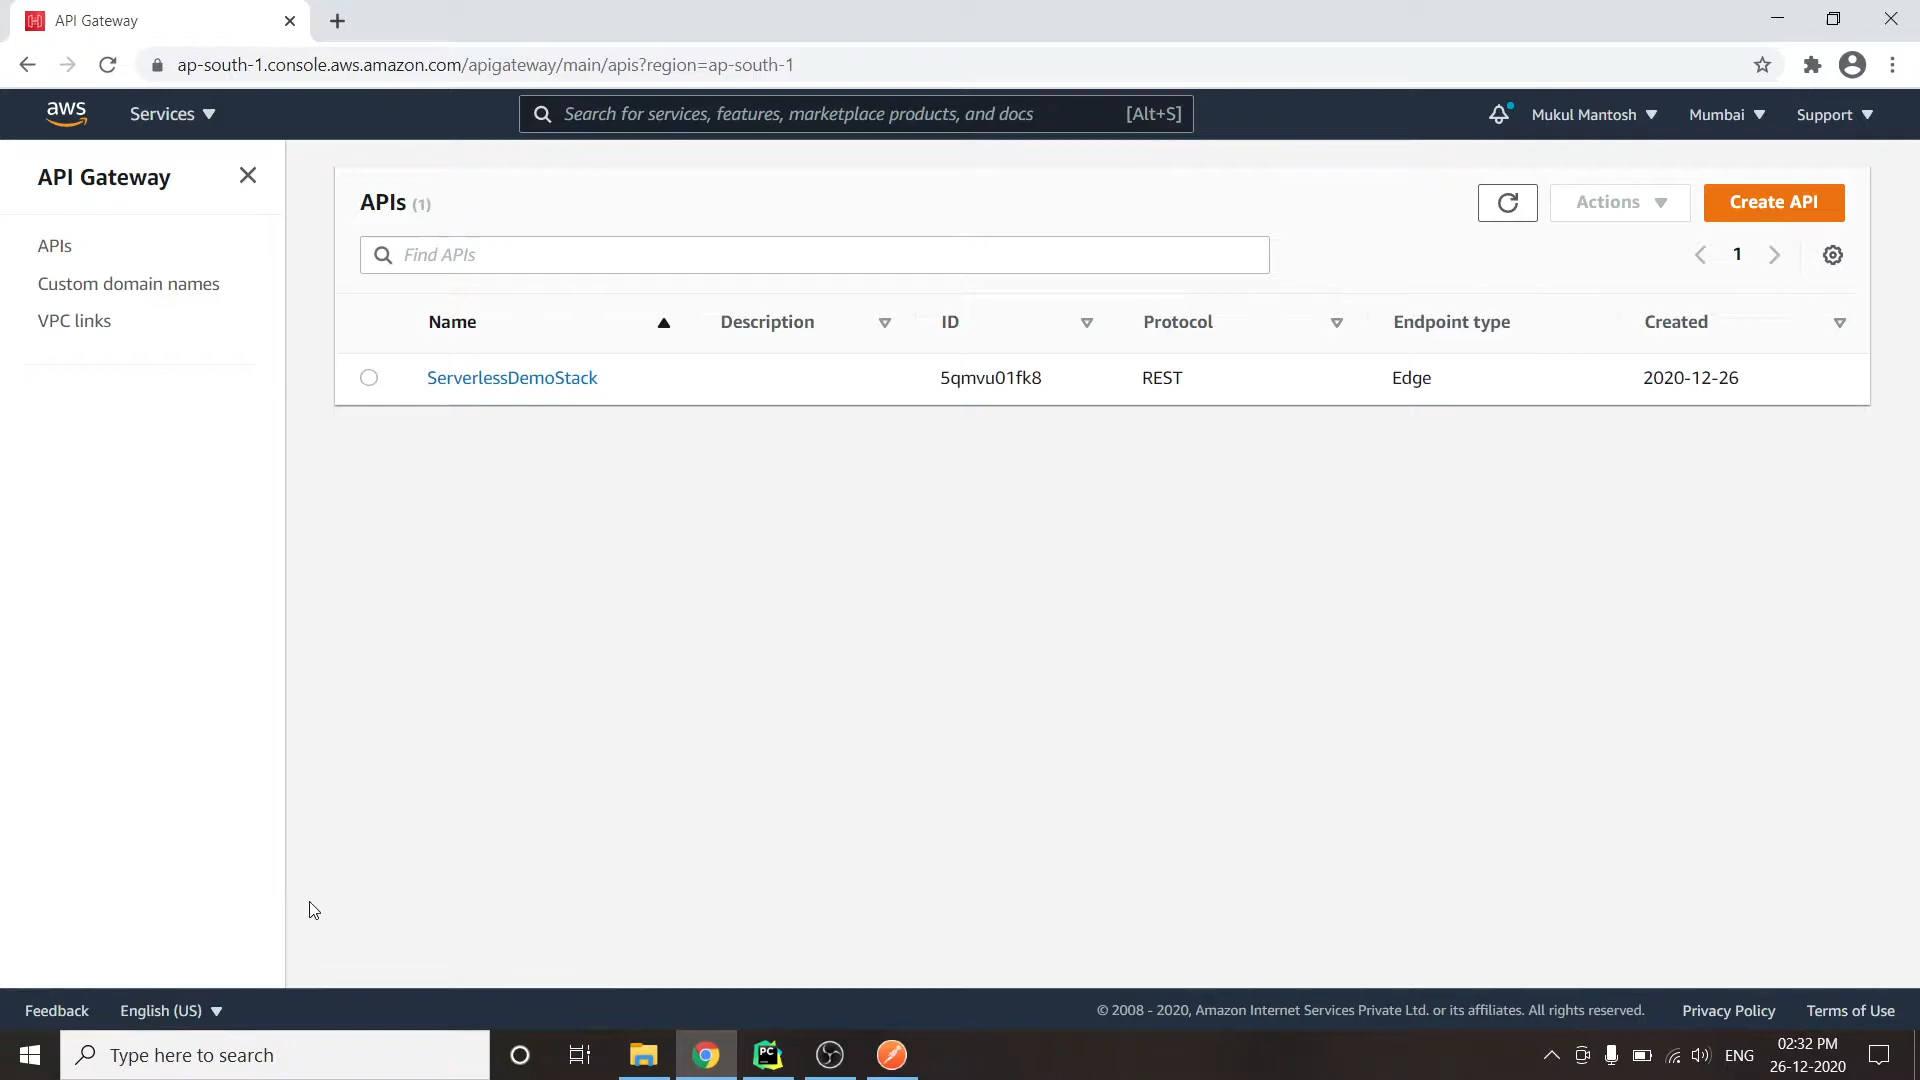 API Gateway
ap-south-1.console.aws.amazon.com/apigateway/main/apis?region=ap-south-1
aws
Services
Search for services, features, marketplace products, and docs
[Alt+S]
Mukul Mantosh
Mumbai
Support
API Gateway
APIs
Custom domain names
VPC links
APIs (1)
Actions
Create API
Find APIs
1
Name Description ID Protocol Endpoint type Created
ServerlessDemoStack 5qmvu01fk8 REST Edge 2020-12-26
Feedback
English (US)
© 2008 - 2020, Amazon Internet Services Private Ltd. or its affiliates. All rights reserved.
Privacy Policy
Terms of Use
Type here to search
PC
ENG
02:32 PM
26-12-2020